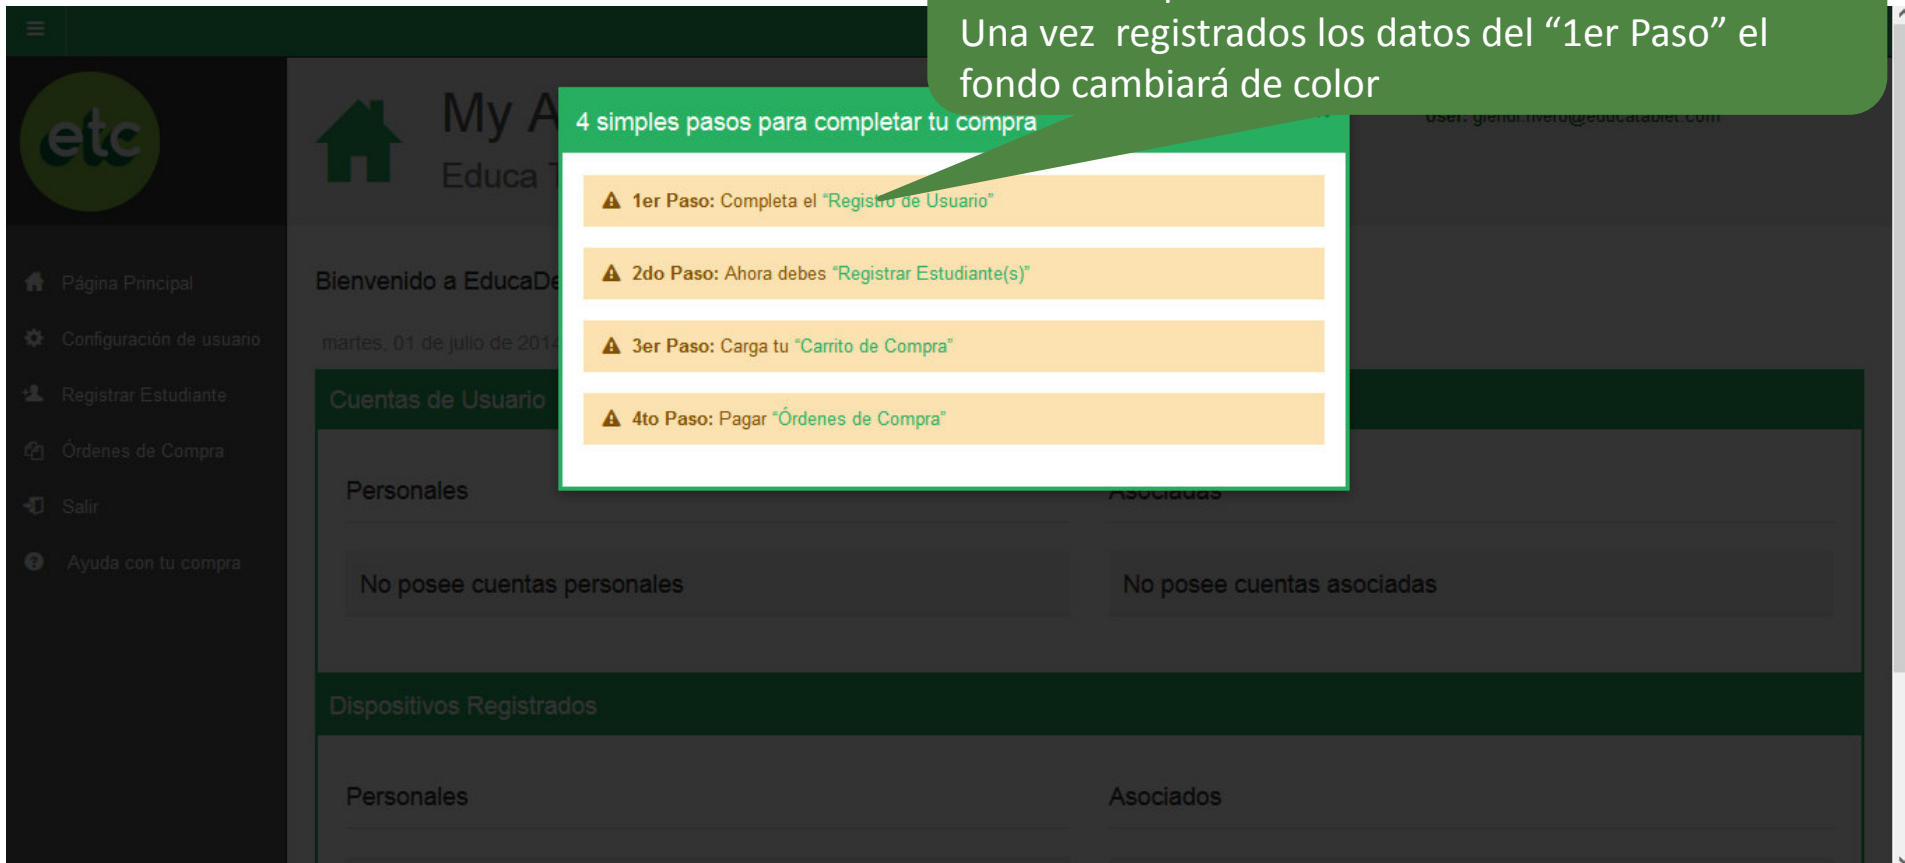 Una vez registrados los datos del “1er Paso” el
fondo cambiará de color
etc
My A
Educa T
4 simples pasos para completar tu compra
1er Paso: Completa el “Registro de Usuario”
2do Paso: Ahora debes “Registrar Estudiante(s)”
3er Paso: Carga tu “Carrito de Compra”
4to Paso: Pagar “Órdenes de Compra”
Página Principal
Configuración de usuario
Registrar Estudiante
Órdenes de Compra
Salir
Ayuda con tu compra
Bienvenido a EducaDe
martes, 01 de julio de 2014
Cuentas de Usuario
Personales
Asociadas
No posee cuentas personales
No posee cuentas asociadas
Dispositivos Registrados
Personales
Asociados